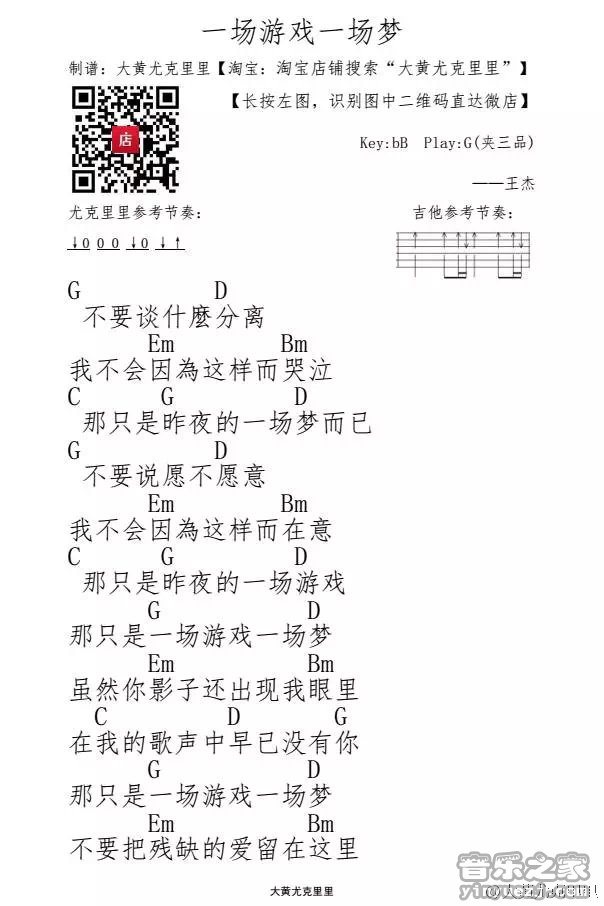 一场游戏一场梦
制谱：大黄尤克里里【淘宝：淘宝店铺搜索“大黄尤克里里”】
【长按左图，识别图中二维码直达微店】
店
Key:bB Play:G(夹三品)
——王杰
尤克里里参考节奏：
吉他参考节奏：
↓0 0 0 ↓0 ↓ ↑
G D
不要谈什麼分离
Em Bm
我不会因為这样而哭泣
C G D
那只是昨夜的一场梦而已
G D
不要说愿不愿意
Em Bm
我不会因為这样而在意
C G D
那只是昨夜的一场游戏
G D
那只是一场游戏一场梦
Em Bm
虽然你影子还出现我眼里
C D G
在我的歌声中早已没有你
G D
那只是一场游戏一场梦
Em Bm
不要把残缺的爱留在这里
大黄尤克里里
音乐之家